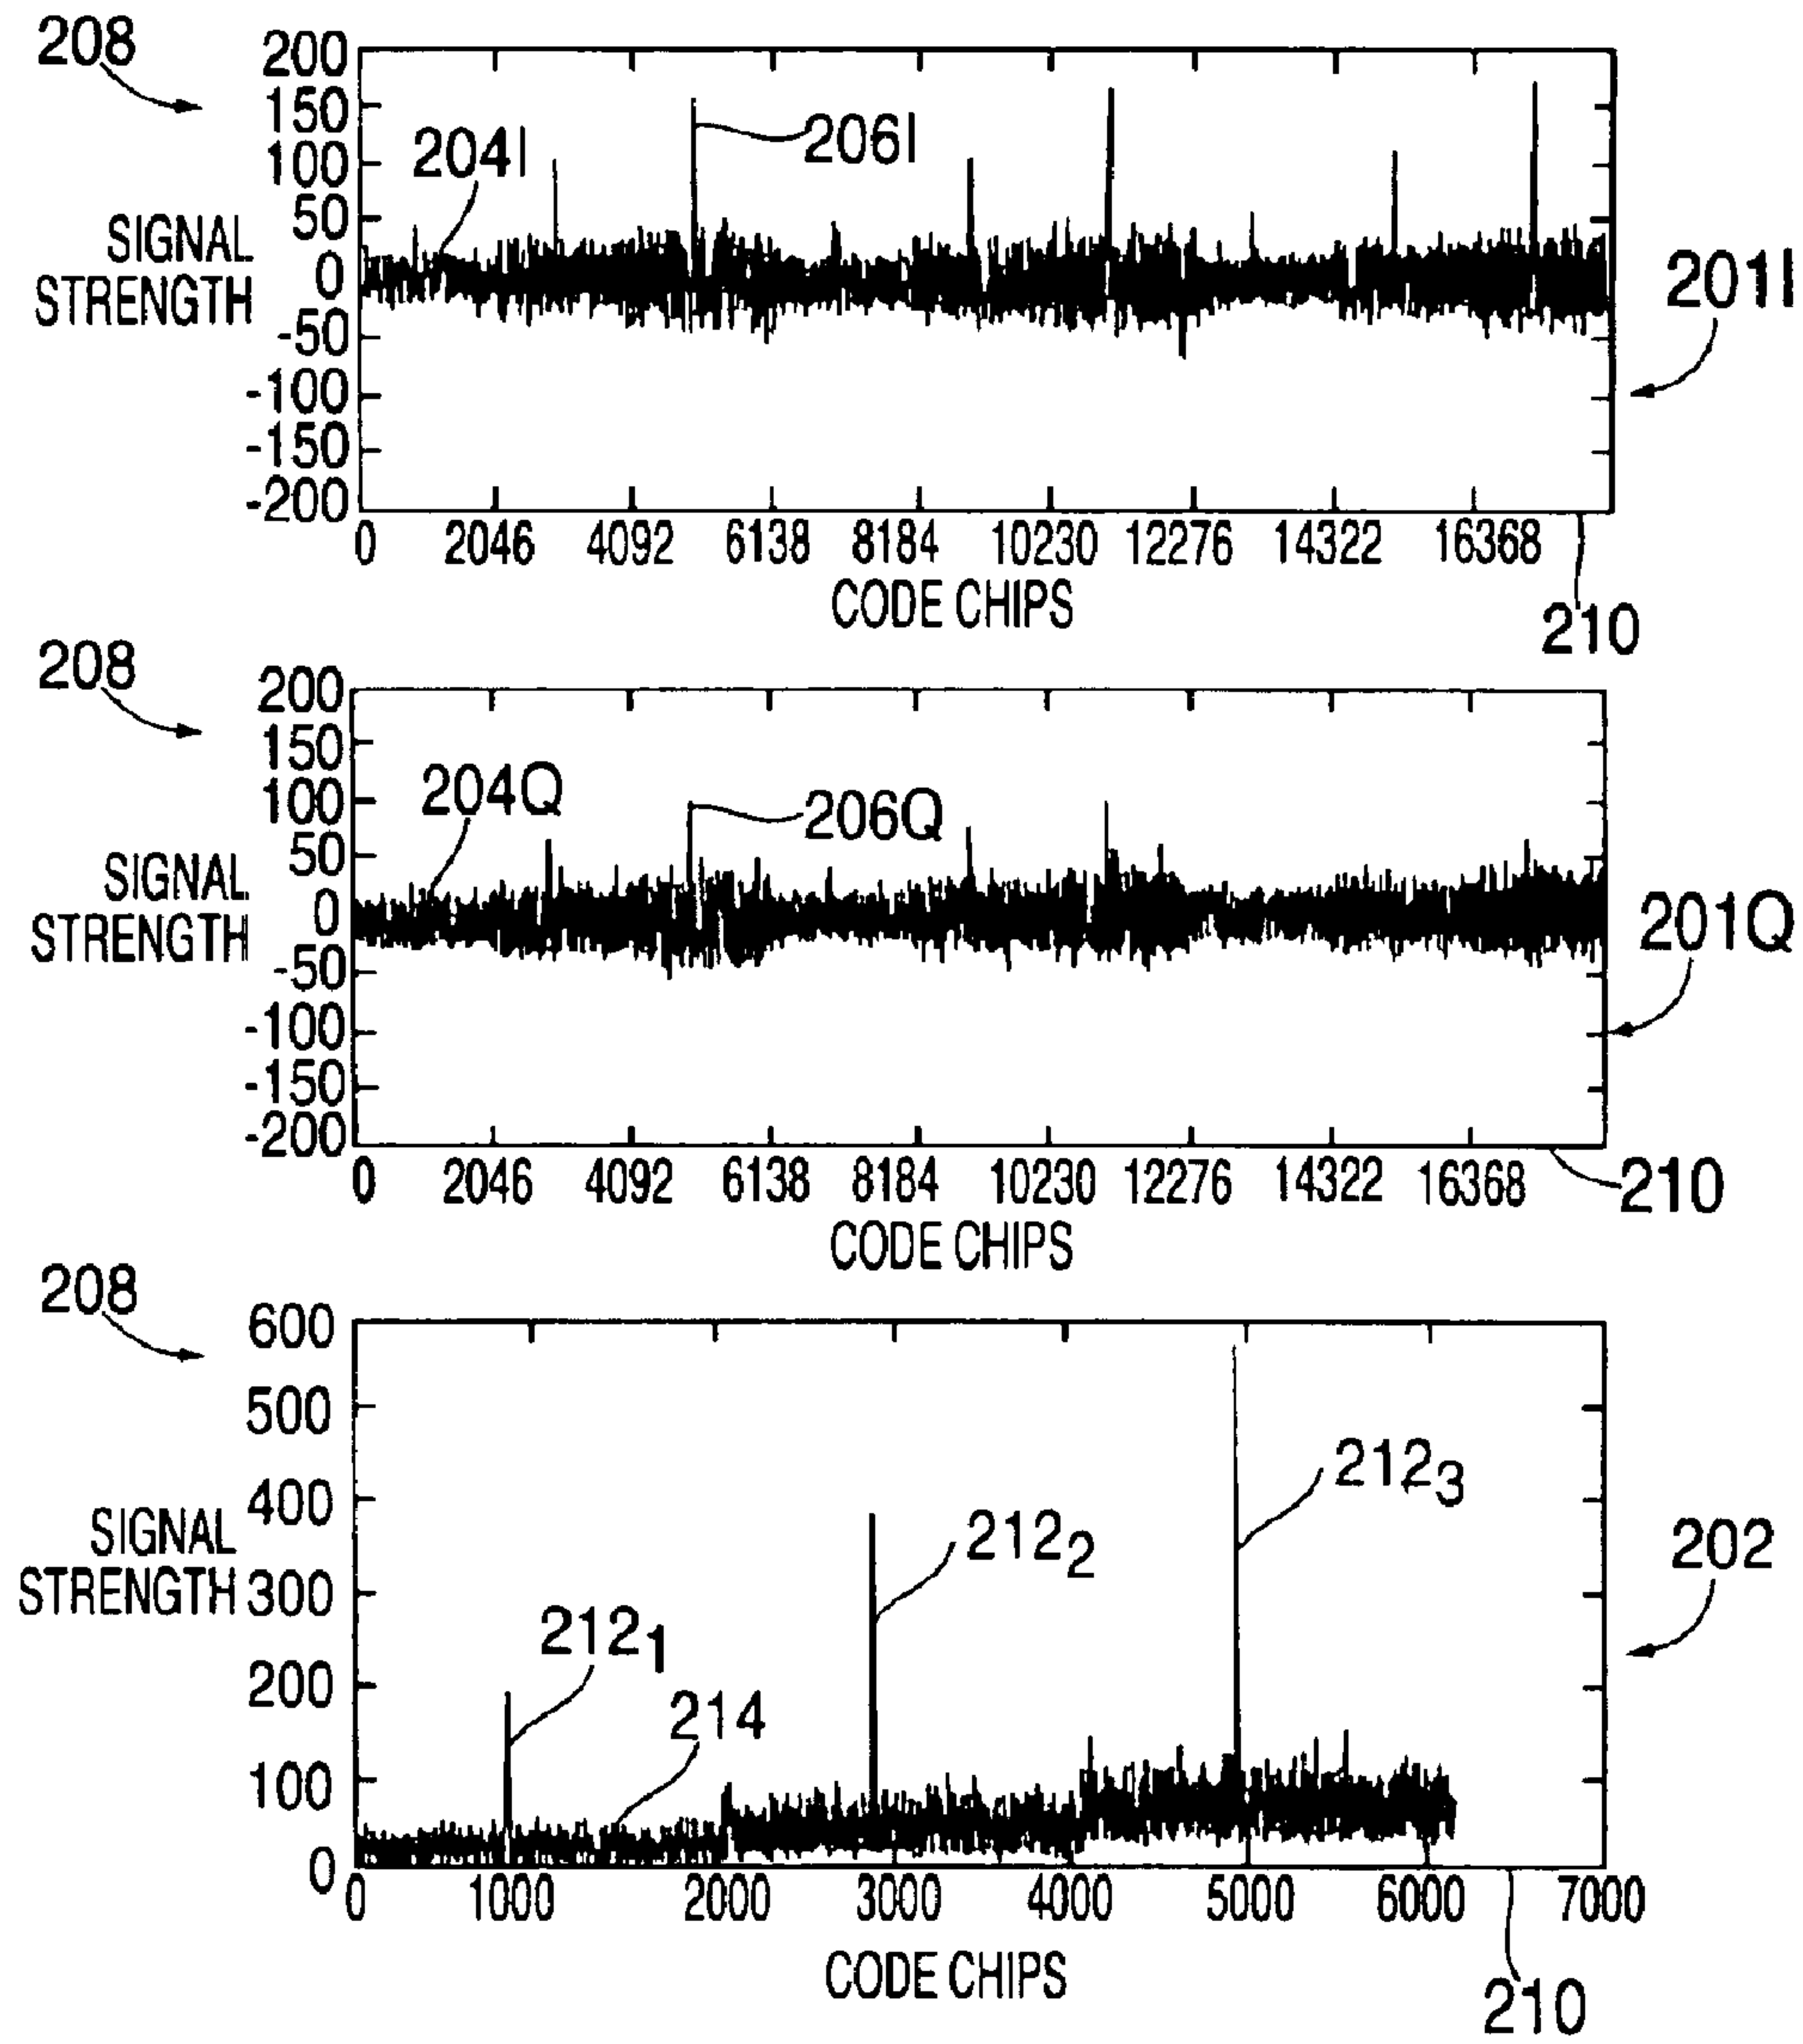 208
200
150
100
50
0
-50
-100
-150
-200
SIGNAL
STRENGTH
204I
206I
201I
0 2046 4092 6138 8184 10230 12276 14322 16368
CODE CHIPS
210
208
200
150
100
50
0
-50
-100
-150
-200
SIGNAL
STRENGTH
204Q
206Q
201Q
0 2046 4092 6138 8184 10230 12276 14322 16368
210
CODE CHIPS
208
600
500
400
300
200
100
0
SIGNAL
STRENGTH
212₃
212₂
202
212₁
214
0 1000 2000 3000 4000 5000 6000 7000
CODE CHIPS
210